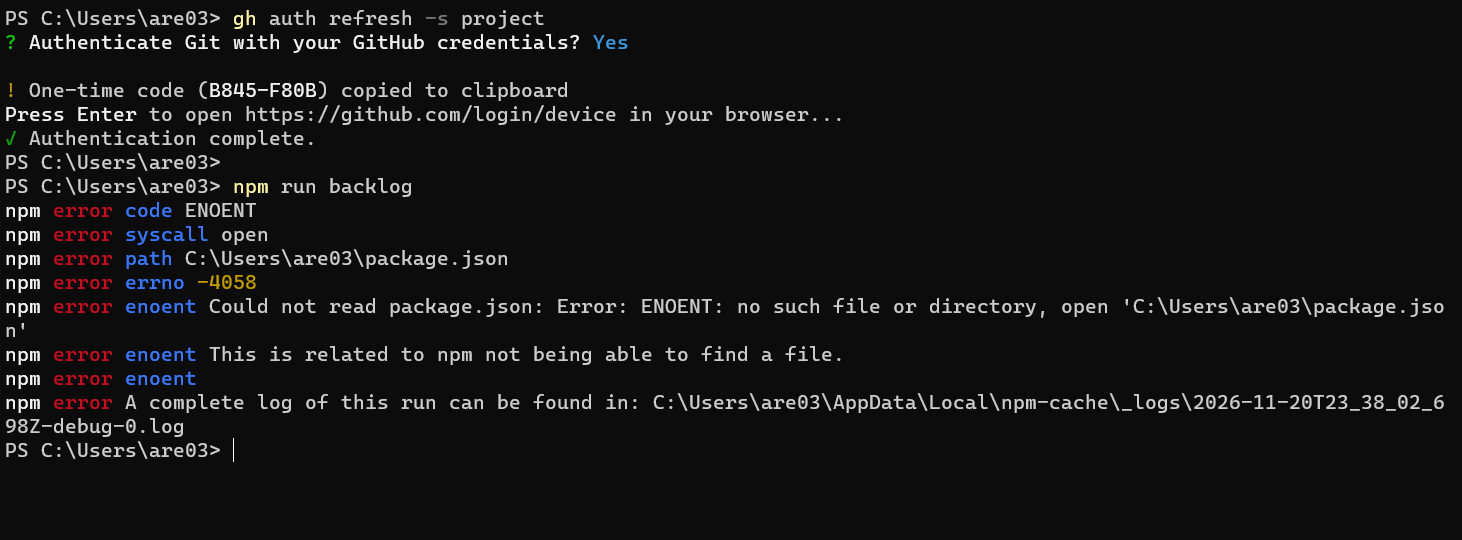 PS C:\Users\are03> gh auth refresh -s project
? Authenticate Git with your GitHub credentials? Yes
! One-time code (B845-F80B) copied to clipboard
Press Enter to open https://github.com/login/device in your browser...
√ Authentication complete.
PS C:\Users\are03>
PS C:\Users\are03> npm run backlog
npm error code ENOENT
npm error syscall open
npm error path C:\Users\are03\package.json
npm error errno -4058
npm error enoent Could not read package.json: Error: ENOENT: no such file or directory, open 'C:\Users\are03\package.jso
n'
npm error enoent This is related to npm not being able to find a file.
npm error enoent
npm error A complete log of this run can be found in: C:\Users\are03\AppData\Local\npm-cache\_logs\2026-11-20T23_38_02_6
98Z-debug-0.log
PS C:\Users\are03>